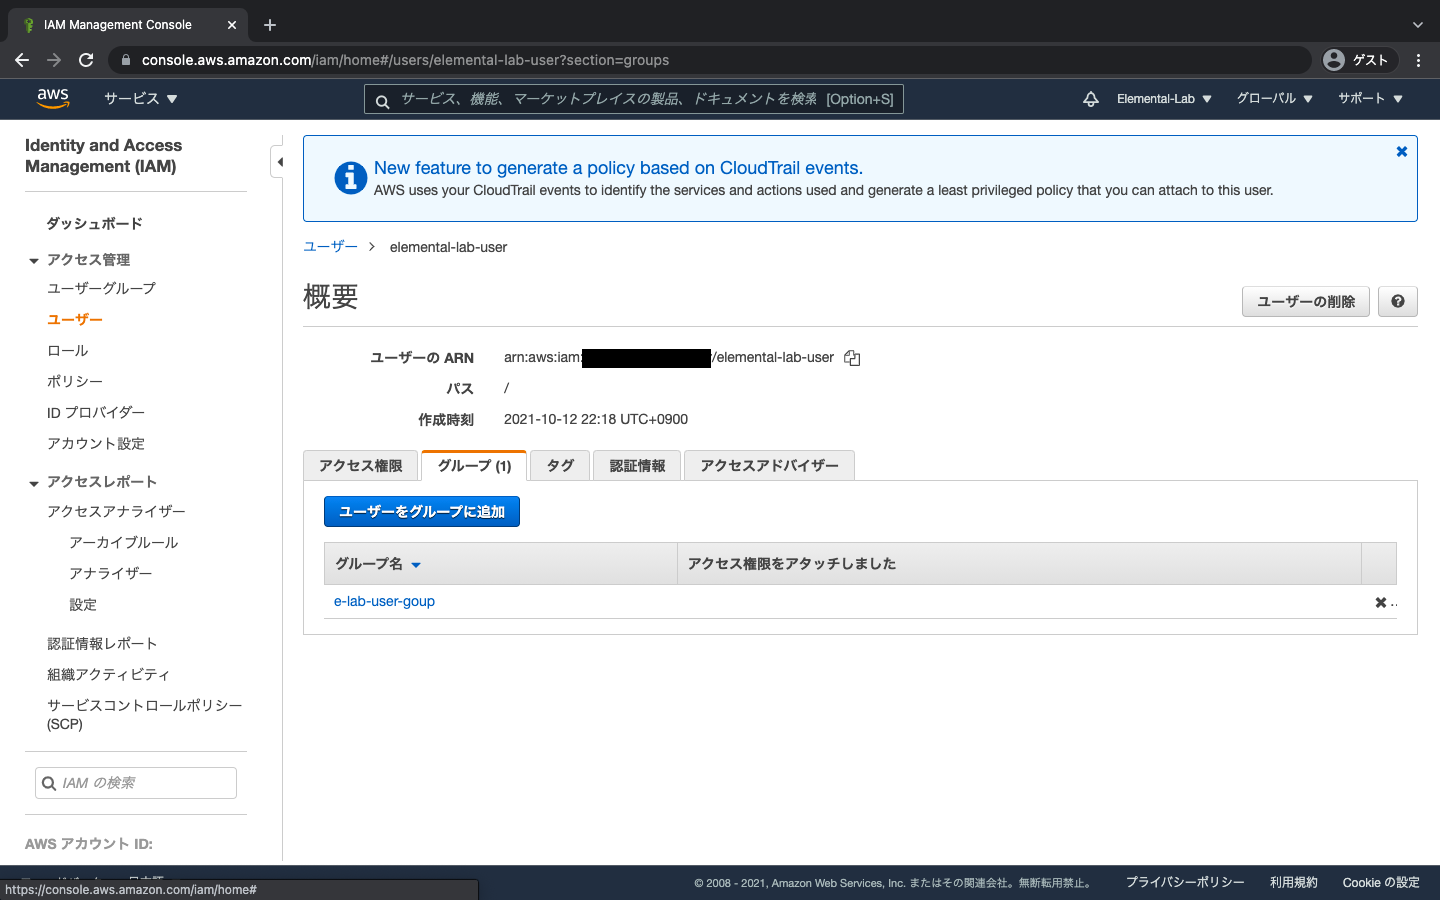 IAM Management Console
console.aws.amazon.com/iam/home#/users/elemental-lab-user?section=groups
ゲスト
aws
サービス
サービス、機能、マーケットプレイスの製品、ドキュメントを検索 [Option+S]
Elemental-Lab
グローバル
サポート
Identity and Access
Management (IAM)
ダッシュボード
アクセス管理
ユーザーグループ
ユーザー
ロール
ポリシー
ID プロバイダー
アカウント設定
アクセスレポート
アクセスアナライザー
アーカイブルール
アナライザー
設定
認証情報レポート
組織アクティビティ
サービスコントロールポリシー
(SCP)
IAM の検索
AWS アカウント ID:
New feature to generate a policy based on CloudTrail events.
AWS uses your CloudTrail events to identify the services and actions used and generate a least privileged policy that you can attach to this user.
ユーザー > elemental-lab-user
概要
ユーザーの削除
ユーザーの ARN arn:aws:iam: /elemental-lab-user
パス /
作成時刻 2021-10-12 22:18 UTC+0900
アクセス権限
グループ (1)
タグ
認証情報
アクセスアドバイザー
ユーザーをグループに追加
グループ名
アクセス権限をアタッチしました
e-lab-user-goup
https://console.aws.amazon.com/iam/home#
© 2008 - 2021, Amazon Web Services, Inc. またはその関連会社。無断転用禁止。
プライバシーポリシー
利用規約
Cookie の設定